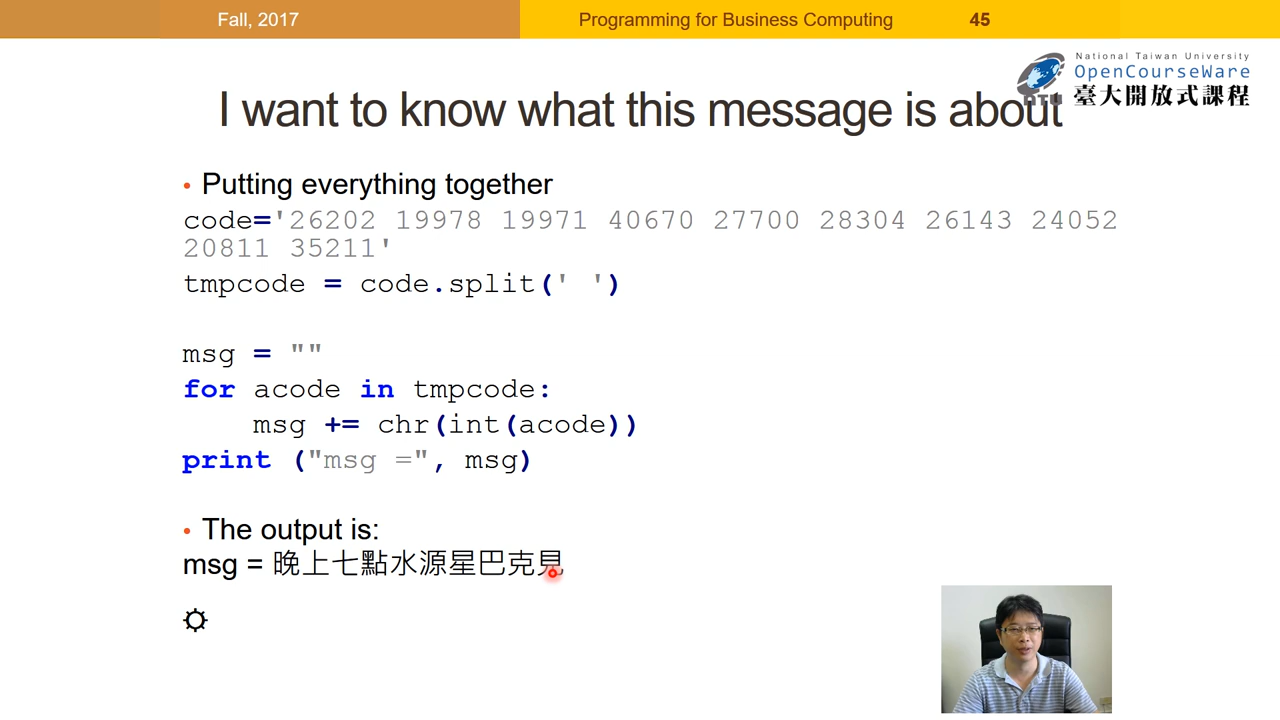 Fall, 2017
Programming for Business Computing 45
National Taiwan University
OpenCourseWare
臺大開放式課程
NTU
I want to know what this message is about
• Putting everything together
code='26202 19978 19971 40670 27700 28304 26143 24052
20811 35211'
tmpcode = code.split(' ')
msg = ""
for acode in tmpcode:
    msg += chr(int(acode))
print ("msg =", msg)
• The output is:
msg = 晚上七點水源星巴克見